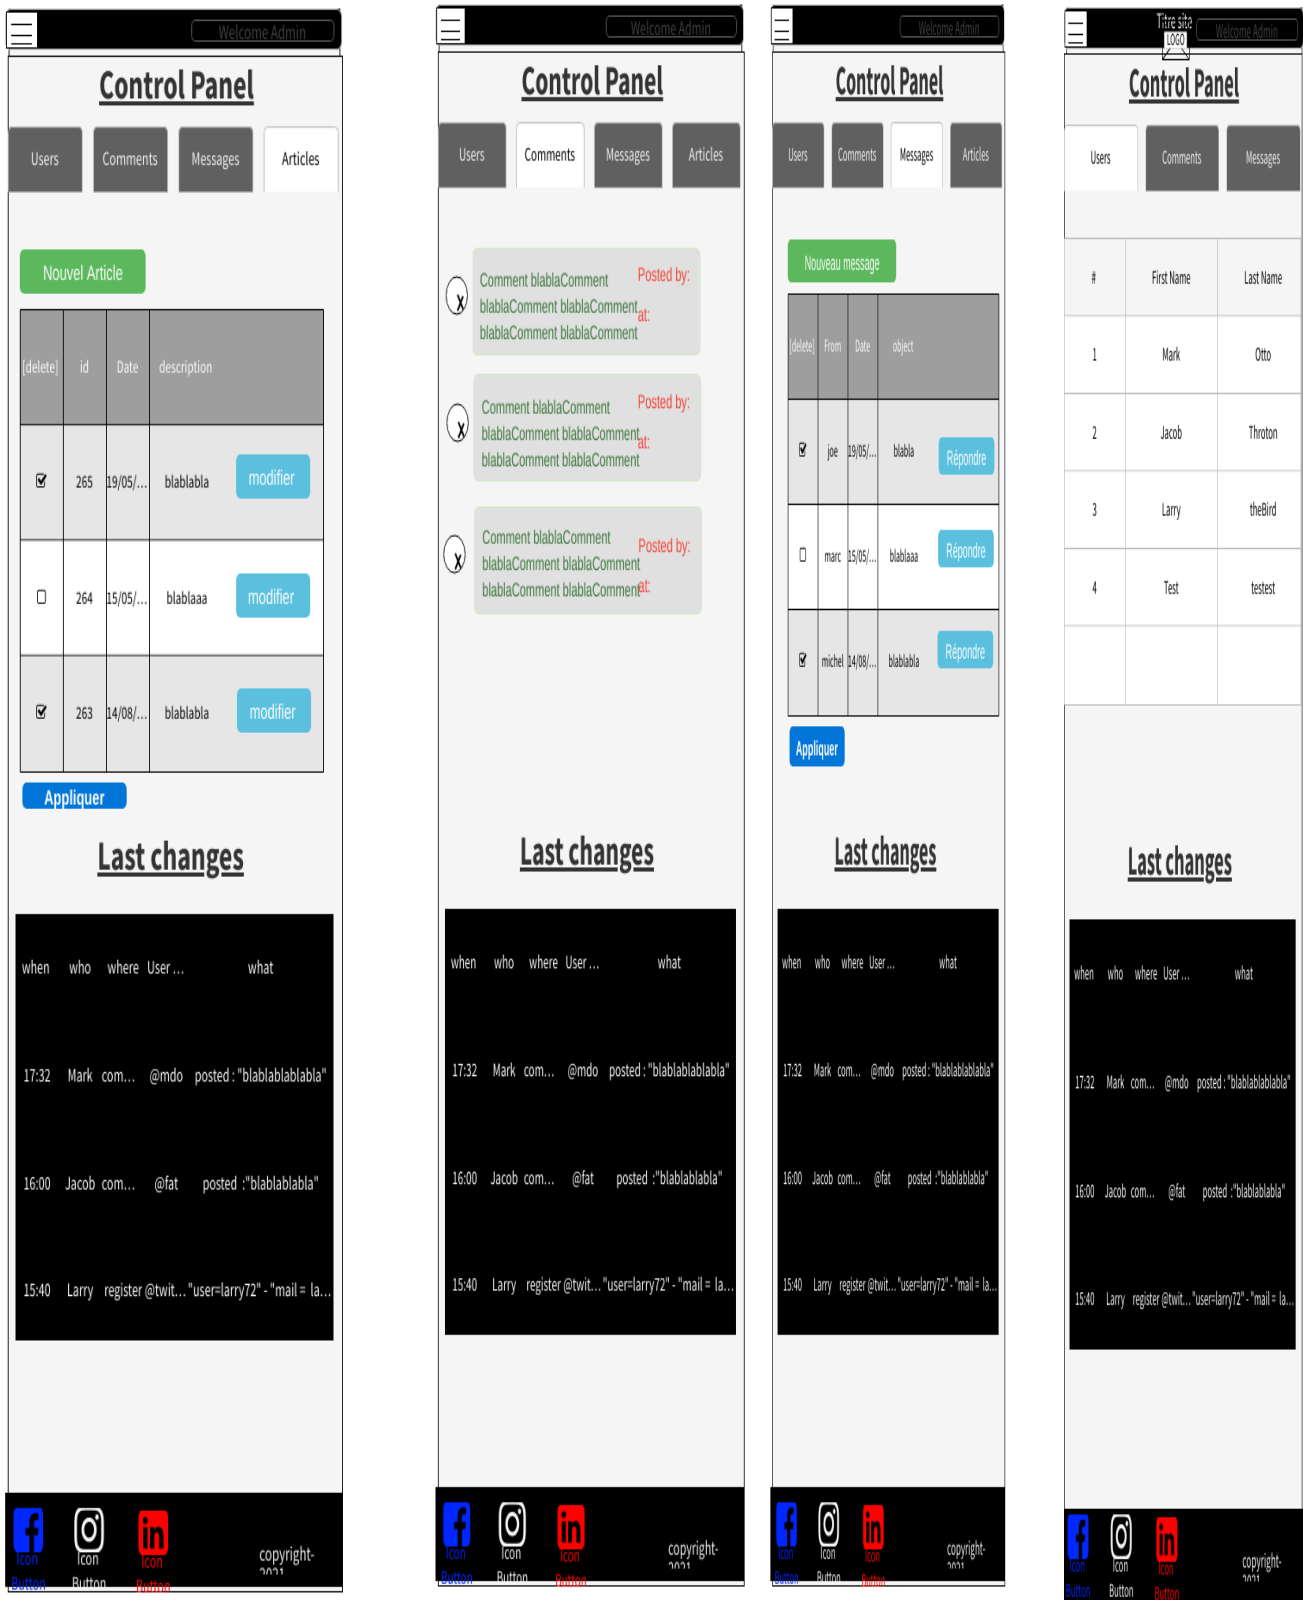 Welcome Admin
Control Panel
Users Comments Messages Articles
Nouvel Article
[delete] id Date description
265 19/05/... blablabla modifier
264 15/05/... blablaaa modifier
263 14/08/... blablabla modifier
Appliquer
Last changes
when who where User ... what
17:32 Mark com... @mdo posted : "blablablablabla"
16:00 Jacob com... @fat posted :"blablablabla"
15:40 Larry register @twit... "user=larry72" - "mail = la...
Icon Button
Icon Button
Icon Button
copyright-
2021
Welcome Admin
Control Panel
Users Comments Messages Articles
X
Comment blablaComment
blablaComment blablaComment
blablaComment blablaComment
Posted by:
at:
X
Comment blablaComment
blablaComment blablaComment
blablaComment blablaComment
Posted by:
at:
X
Comment blablaComment
blablaComment blablaComment
blablaComment blablaComment
Posted by:
at:
Last changes
when who where User ... what
17:32 Mark com... @mdo posted : "blablablablabla"
16:00 Jacob com... @fat posted :"blablablabla"
15:40 Larry register @twit... "user=larry72" - "mail = la...
Icon Button
Icon Button
Icon Button
copyright-
2021
Welcome Admin
Control Panel
Users Comments Messages Articles
Nouveau message
[delete] From Date object
joe 19/05/... blabla Répondre
marc 15/05/... blablaaa Répondre
michel 14/08/... blablabla Répondre
Appliquer
Last changes
when who where User ... what
17:32 Mark com... @mdo posted : "blablablablabla"
16:00 Jacob com... @fat posted :"blablablabla"
15:40 Larry register @twit... "user=larry72" - "mail = la...
Icon Button
Icon Button
Icon Button
copyright-
2021
Titre site
LOGO
Welcome Admin
Control Panel
Users Comments Messages
# First Name Last Name
1 Mark Otto
2 Jacob Throton
3 Larry theBird
4 Test testest
Last changes
when who where User ... what
17:32 Mark com... @mdo posted : "blablablablabla"
16:00 Jacob com... @fat posted :"blablablabla"
15:40 Larry register @twit... "user=larry72" - "mail = la...
Icon Button
Icon Button
Icon Button
copyright-
2021